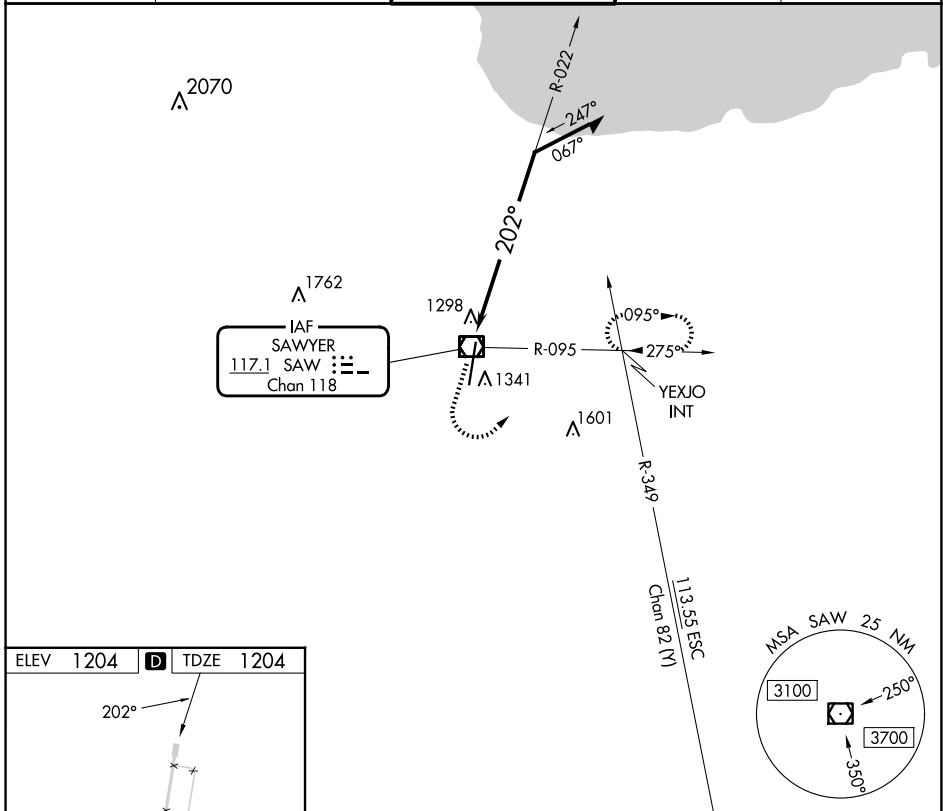 2070
R-022
247°
067°
202°
1762
1298
IAF
SAWYER
117.1 SAW
Chan 118
R-095
095°
275°
1341
YEXJO
INT
1601
R-349
113.55 ESC
Chan 82 (Y)
MSA SAW 25 NM
3100
250°
3700
350°
ELEV 1204 D TDZE 1204
202°